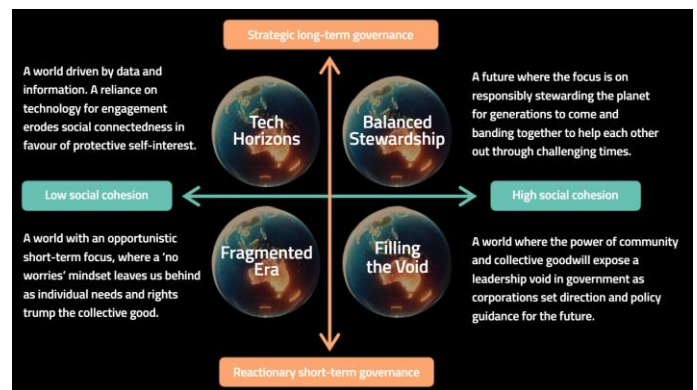 Strategic long-term governance
A world driven by data and
information. A reliance on
technology for engagement
erodes social connectedness in
favour of protective self-interest.
Tech
Horizons
Balanced
Stewardship
A future where the focus is on
responsibly stewarding the planet
for generations to come and
banding together to help each other
out through challenging times.
Low social cohesion
High social cohesion
A world with an opportunistic
short-term focus, where a ‘no
worries’ mindset leaves us behind
as individual needs and rights
trump the collective good.
Fragmented
Era
Filling
the Void
A world where the power of community
and collective goodwill expose a
leadership void in government as
corporations set direction and policy
guidance for the future.
Reactionary short-term governance